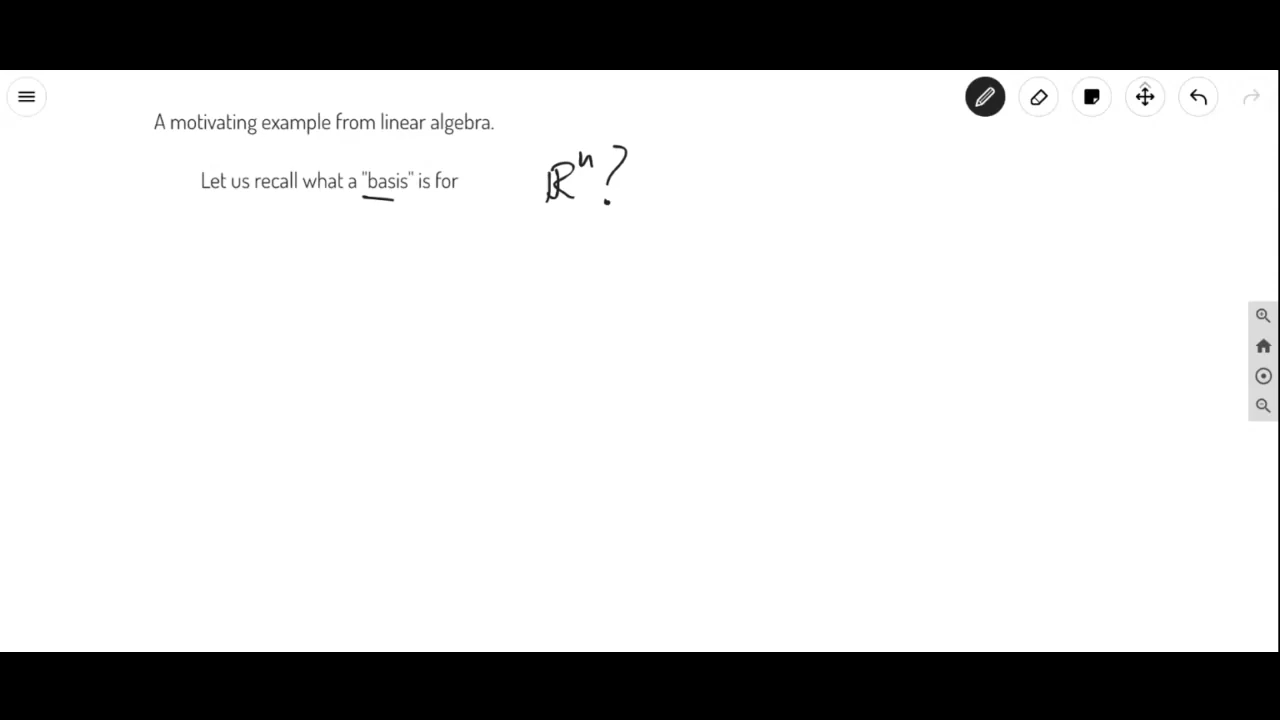 A motivating example from linear algebra.
Let us recall what a "basis" is for ℝⁿ?